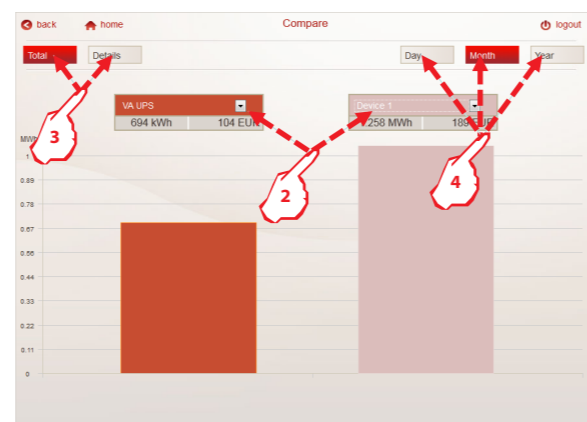 back home Compare logout
Total Details Day Month Year
VA UPS Device 1
694 kWh 104 EUR 258 MWh 189 EUR
MWh
3 2 4
1
0.89
0.78
0.67
0.56
0.44
0.33
0.22
0.11
0